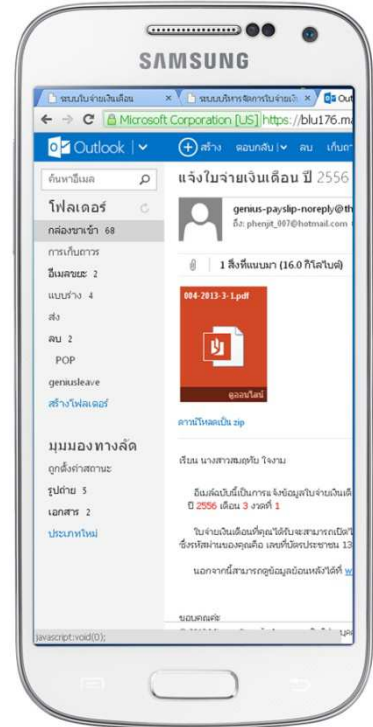 SAMSUNG
ระบบใบจ่ายเงินเดือน
ระบบบริหารจัดการใบจ่ายเงิ
Out
Microsoft Corporation [US] https://blu176.ma
Outlook
สร้าง ตอบกลับ ลบ เก็บถา
ค้นหาอีเมล
แจ้งใบจ่ายเงินเดือน ปี 2556
โฟลเดอร์
genius-payslip-noreply@th
ถึง: phenjit_007@hotmail.com
กล่องขาเข้า 68
การเก็บถาวร
1 สิ่งที่แนบมา (16.0 กิโลไบต์)
อีเมลขยะ 2
004-2013-3-1.pdf
แบบร่าง 4
ส่ง
ลบ 2
POP
geniusleave
ดูออนไลน์
สร้างโฟลเดอร์
ดาวน์โหลดเป็น zip
มุมมองทางลัด
เรียน นางสาวสมฤทัย ใจงาม
ถูกตั้งค่าสถานะ
รูปถ่าย 5
อีเมล์ฉบับนี้เป็นการแจ้งข้อมูลใบจ่ายเงินเดื
ปี 2556 เดือน 3 งวดที่ 1
เอกสาร 2
ประเภทใหม่
ใบจ่ายเงินเดือนที่คุณได้รับจะสามารถเปิดไ
ซึ่งรหัสผ่านของคุณคือ เลขที่บัตรประชาชน 13
นอกจากนี้สามารถดูข้อมูลย้อนหลังได้ที่ w
ขอบคุณค่ะ
javascript:void(0);